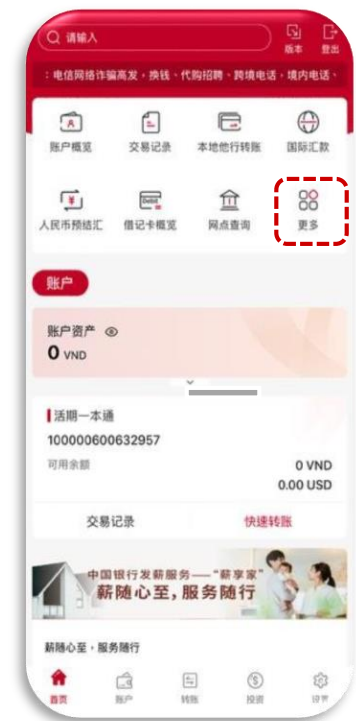 请输入
版本 登出
：电信网络诈骗高发，换钱、代购招聘、跨境电话，境内电话、
账户概览 交易记录 本地他行转账 国际汇款
人民币预结汇 借记卡概览 网点查询 更多
Debit
账户
账户资产
0 VND
活期一本通
100000600632957
可用余额 0 VND
0.00 USD
交易记录 快速转账
中国银行发薪服务——“薪享家”
薪随心至，服务随行
薪随心至，服务随行
首页 账户 转账 投资 设置